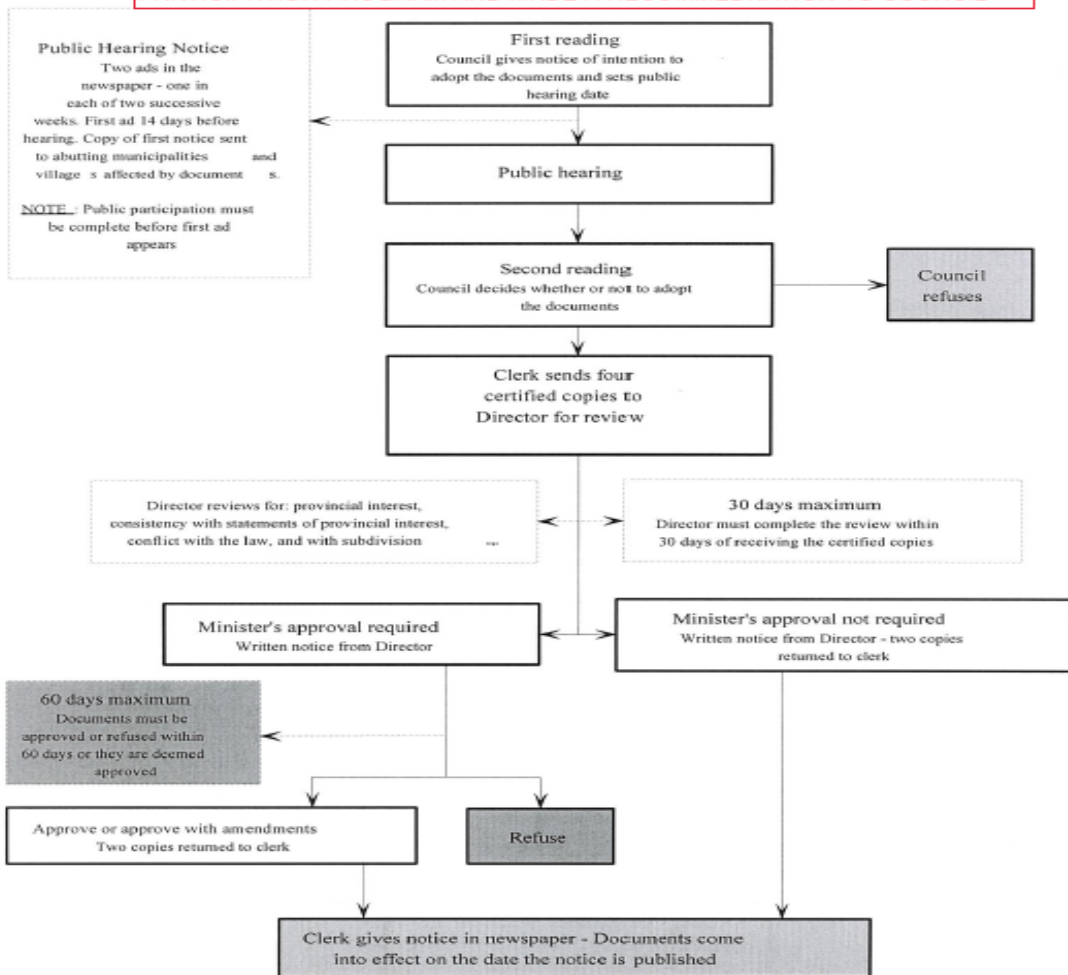 First reading
Council gives notice of intention to
adopt the documents and sets public
hearing date
Public Hearing Notice
Two ads in the
newspaper - one in
each of two successive
weeks. First ad 14 days before
hearing. Copy of first notice sent
to abutting municipalities and
village s affected by document s.
NOTE : Public participation must
be complete before first ad
appears
Public hearing
Second reading
Council decides whether or not to adopt
the documents
Council
refuses
Clerk sends four
certified copies to
Director for review
Director reviews for: provincial interest,
consistency with statements of provincial interest,
conflict with the law, and with subdivision
30 days maximum
Director must complete the review within
30 days of receiving the certified copies
Minister's approval required
Written notice from Director
Minister's approval not required
Written notice from Director - two copies
returned to clerk
60 days maximum
Documents must be
approved or refused within
60 days or they are deemed
approved
Approve or approve with amendments
Two copies returned to clerk
Refuse
Clerk gives notice in newspaper - Documents come
into effect on the date the notice is published